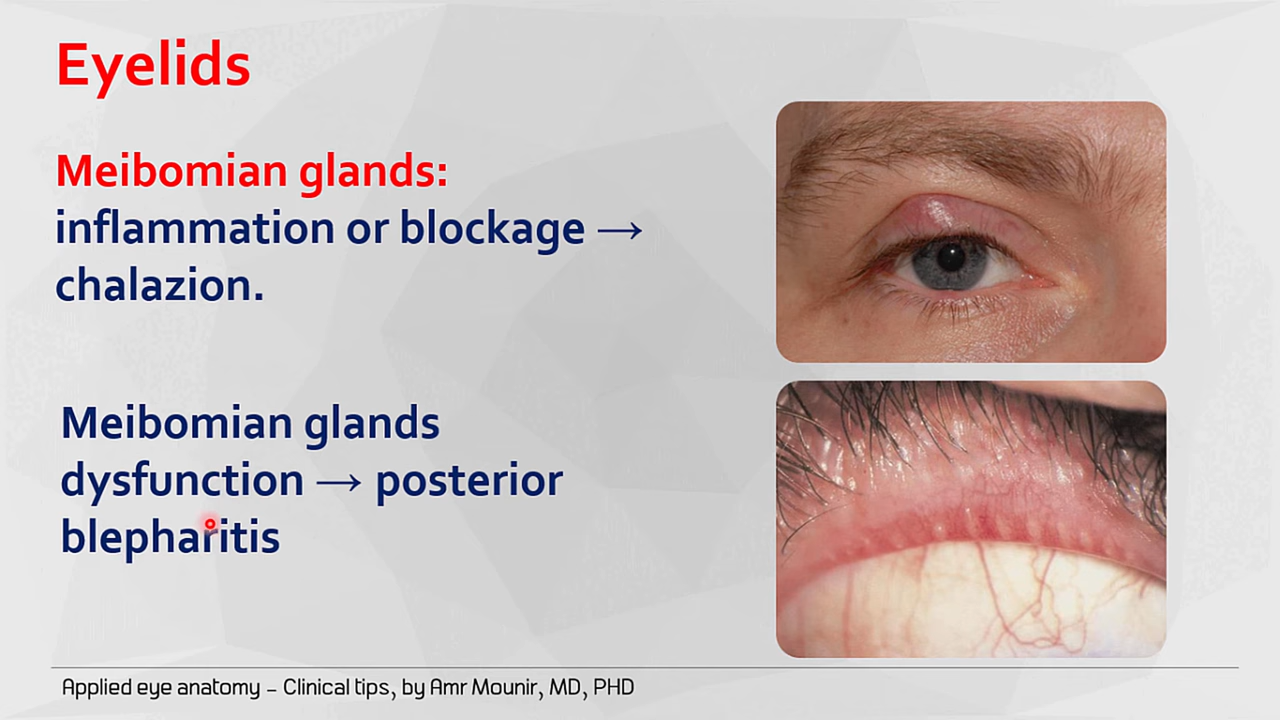 Eyelids
Meibomian glands:
inflammation or blockage →
chalazion.
Meibomian glands
dysfunction → posterior
blepharitis
Applied eye anatomy – Clinical tips, by Amr Mounir, MD, PHD